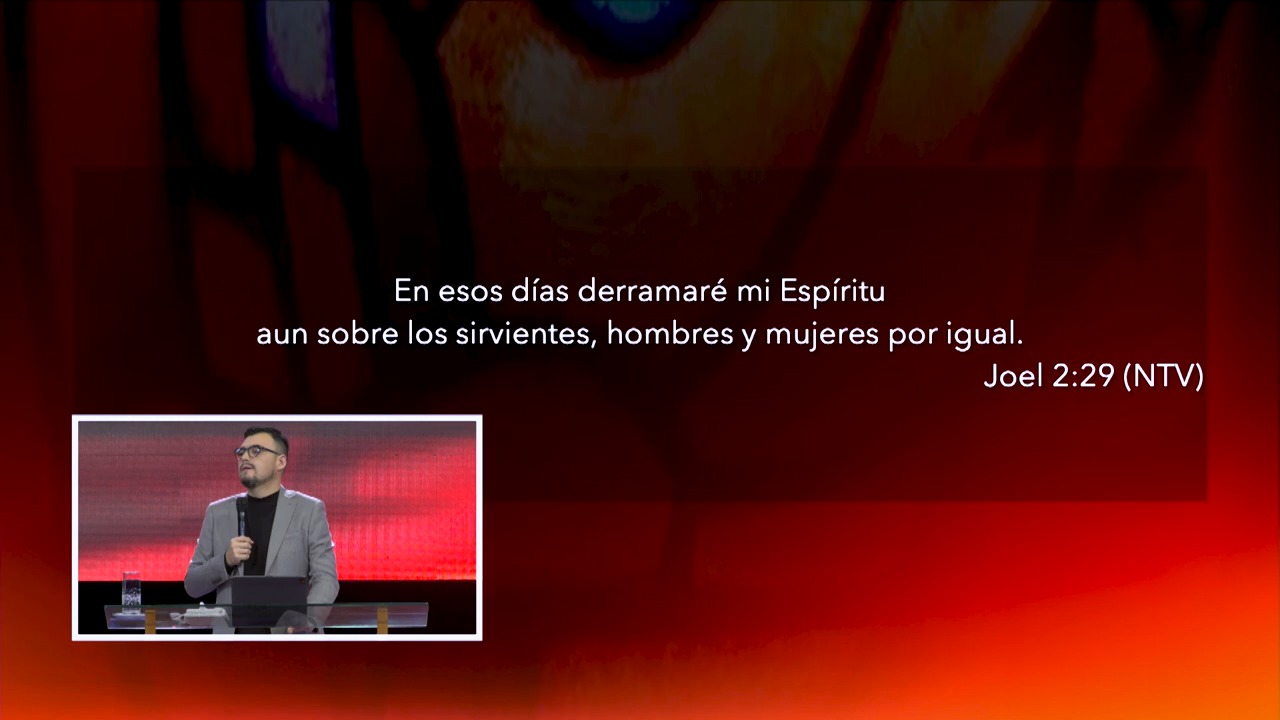 En esos días derramaré mi Espíritu
aun sobre los sirvientes, hombres y mujeres por igual.
Joel 2:29 (NTV)